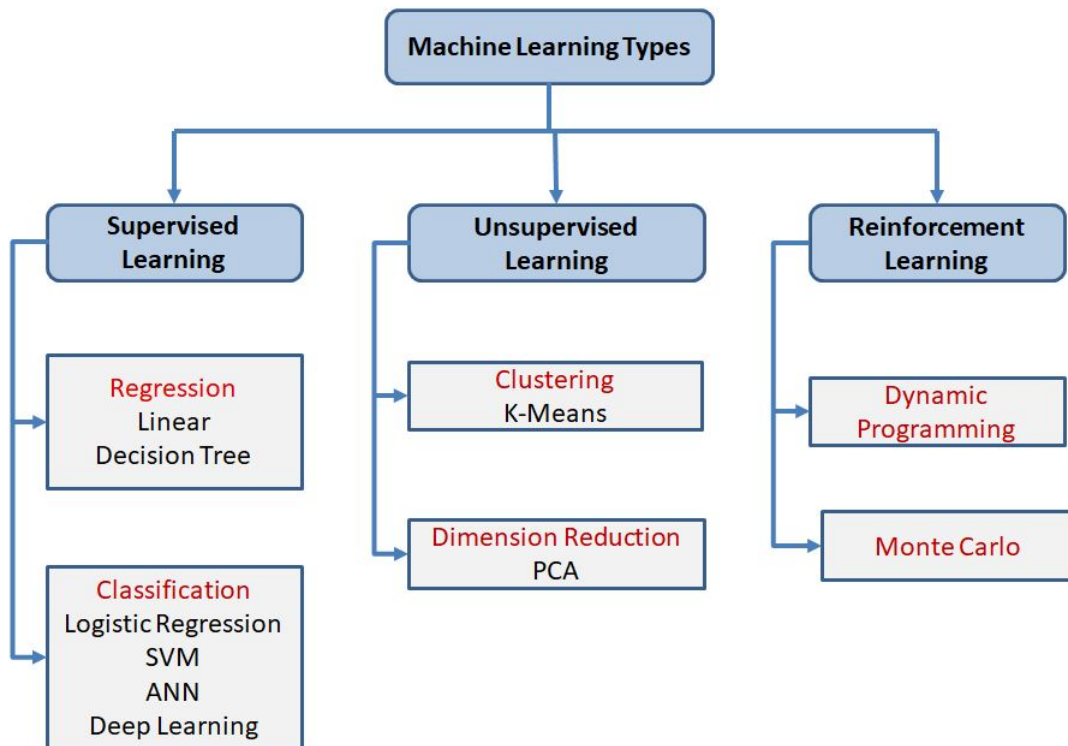 Machine Learning Types
Supervised
Learning
Unsupervised
Learning
Reinforcement
Learning
Regression
Linear
Decision Tree
Clustering
K-Means
Dynamic
Programming
Classification
Logistic Regression
SVM
ANN
Deep Learning
Dimension Reduction
PCA
Monte Carlo